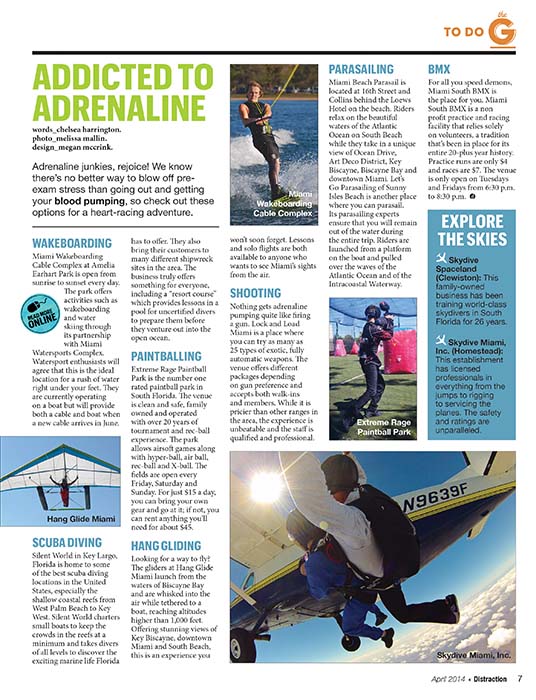 the
G
TO DO
ADDICTED TO
ADRENALINE
words_chelsea harrington.
photo_melissa mallin.
design_megan mccrink.
Adrenaline junkies, rejoice! We know
there's no better way to blow off pre-
exam stress than going out and getting
your blood pumping, so check out these
options for a heart-racing adventure.
WAKEBOARDING
Miami Wakeboarding
Cable Complex at Amelia
Earhart Park is open from
sunrise to sunset every day.
The park offers
activities such as
wakeboarding
and water
skiing through
its partnership
with Miami
Watersports Complex.
Watersport enthusiasts will
agree that this is the ideal
location for a rush of water
right under your feet. They
are currently operating
on a boat but will provide
both a cable and boat when
a new cable arrives in June.
READ MORE
ONLINE
Hang Glide Miami
SCUBA DIVING
Silent World in Key Largo,
Florida is home to some
of the best scuba diving
locations in the United
States, especially the
shallow coastal reefs from
West Palm Beach to Key
West. Silent World charters
small boats to keep the
crowds in the reefs at a
minimum and takes divers
of all levels to discover the
exciting marine life Florida
has to offer. They also
bring their customers to
many different shipwreck
sites in the area. The
business truly offers
something for everyone,
including a "resort course"
which provides lessons in a
pool for uncertified divers
to prepare them before
they venture out into the
open ocean.
PAINTBALLING
Extreme Rage Paintball
Park is the number one
rated paintball park in
South Florida. The venue
is clean and safe, family
owned and operated
with over 20 years of
tournament and rec-ball
experience. The park
allows airsoft games along
with hyper-ball, air ball,
rec-ball and X-ball. The
fields are open every
Friday, Saturday and
Sunday. For just $15 a day,
you can bring your own
gear and go at it; if not, you
can rent anything you'll
need for about $45.
HANG GLIDING
Looking for a way to fly?
The gliders at Hang Glide
Miami launch from the
waters of Biscayne Bay
and are whisked into the
air while tethered to a
boat, reaching altitudes
higher than 1,000 feet.
Offering stunning views of
Key Biscayne, downtown
Miami and South Beach,
this is an experience you
Miami
Wakeboarding
Cable Complex
won't soon forget. Lessons
and solo flights are both
available to anyone who
wants to see Miami's sights
from the air.
SHOOTING
Nothing gets adrenaline
pumping quite like firing
a gun. Lock and Load
Miami is a place where
you can try as many as
25 types of exotic, fully
automatic weapons. The
venue offers different
packages depending
on gun preference and
accepts both walk-ins
and members. While it is
pricier than other ranges in
the area, the experience is
unbeatable and the staff is
qualified and professional.
PARASAILING
Miami Beach Parasail is
located at 16th Street and
Collins behind the Loews
Hotel on the beach. Riders
relax on the beautiful
waters of the Atlantic
Ocean on South Beach
while they take in a unique
view of Ocean Drive,
Art Deco District, Key
Biscayne, Biscayne Bay and
downtown Miami. Let's
Go Parasailing of Sunny
Isles Beach is another place
where you can parasail.
Its parasailing experts
ensure that you will remain
out of the water during
the entire trip. Riders are
launched from a platform
on the boat and pulled
over the waves of the
Atlantic Ocean and of the
Intracoastal Waterway.
Extreme Rage
Paintball Park
BMX
For all you speed demons,
Miami South BMX is
the place for you. Miami
South BMX is a non
profit practice and racing
facility that relies solely
on volunteers, a tradition
that's been in place for its
entire 20-plus year history.
Practice runs are only $4
and races are $7. The venue
is only open on Tuesdays
and Fridays from 6:30 p.m.
to 8:30 p.m.
EXPLORE
THE SKIES
Skydive
Spaceland
(Clewiston): This
family-owned
business has been
training world-class
skydivers in South
Florida for 26 years.
Skydive Miami,
Inc. (Homestead):
This establishment
has licensed
professionals in
everything from the
jumps to rigging
to servicing the
planes. The safety
and ratings are
unparalleled.
N9639F
Skydive Miami, Inc.
April 2014 • Distraction 7